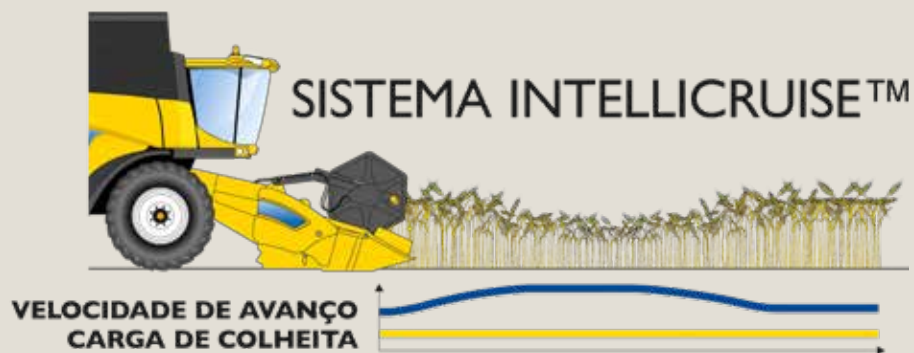 SISTEMA INTELLICRUISE™
VELOCIDADE DE AVANÇO
CARGA DE COLHEITA